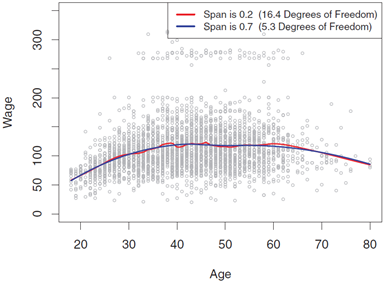 Span is 0.2 (16.4 Degrees of Freedom)
Span is 0.7 (5.3 Degrees of Freedom)
Wage
300
200
100
50
0
20 30 40 50 60 70 80
Age